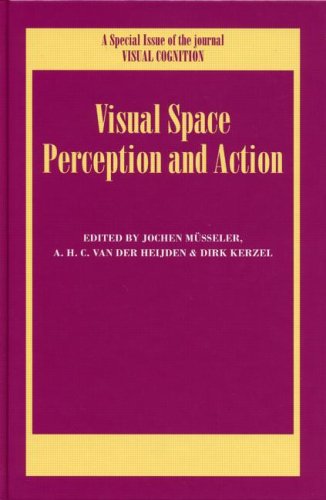 A Special Issue of the journal
VISUAL COGNITION
Visual Space
Perception and Action
EDITED BY JOCHEN MÜSSELER,
A. H. C. VAN DER HEIJDEN & DIRK KERZEL